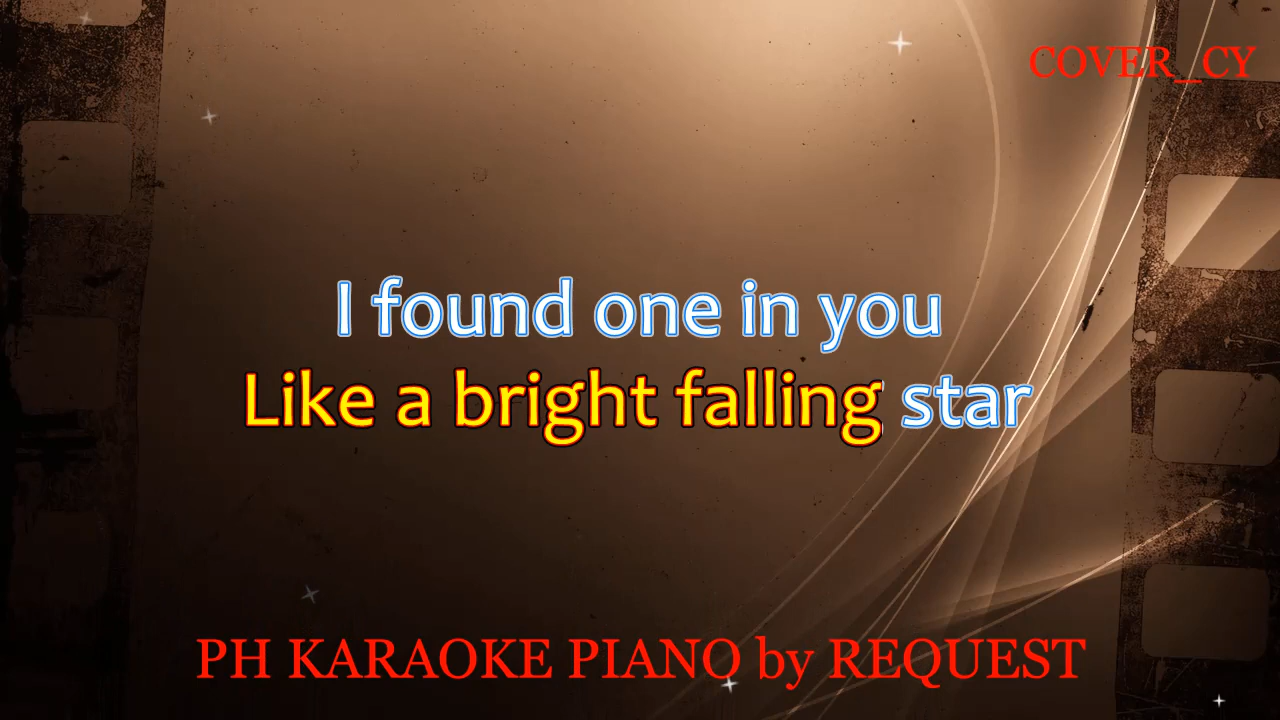 COVER_CY
I found one in you
Like a bright falling star
PH KARAOKE PIANO by REQUEST